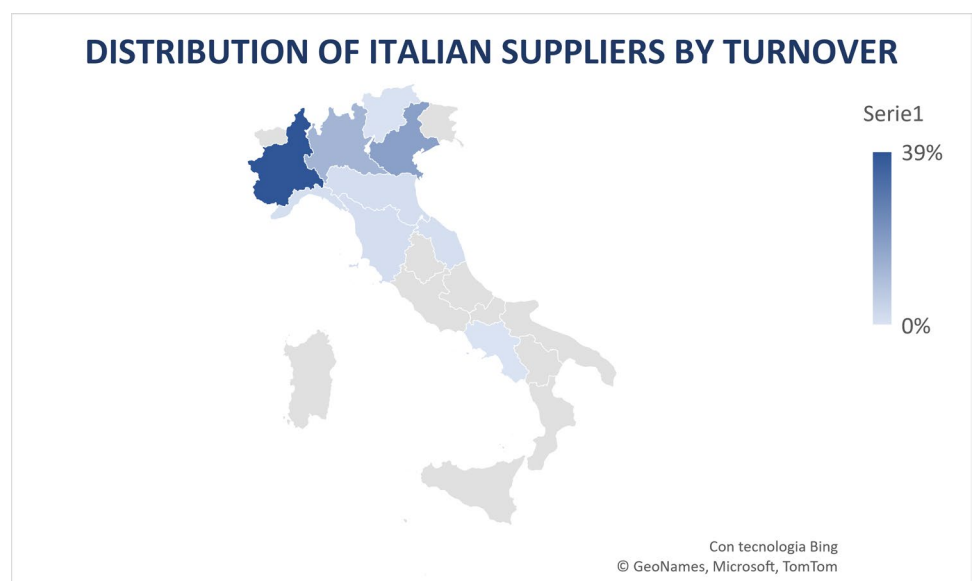 DISTRIBUTION OF ITALIAN SUPPLIERS BY TURNOVER
Serie1
39%
0%
Con tecnologia Bing
© GeoNames, Microsoft, TomTom